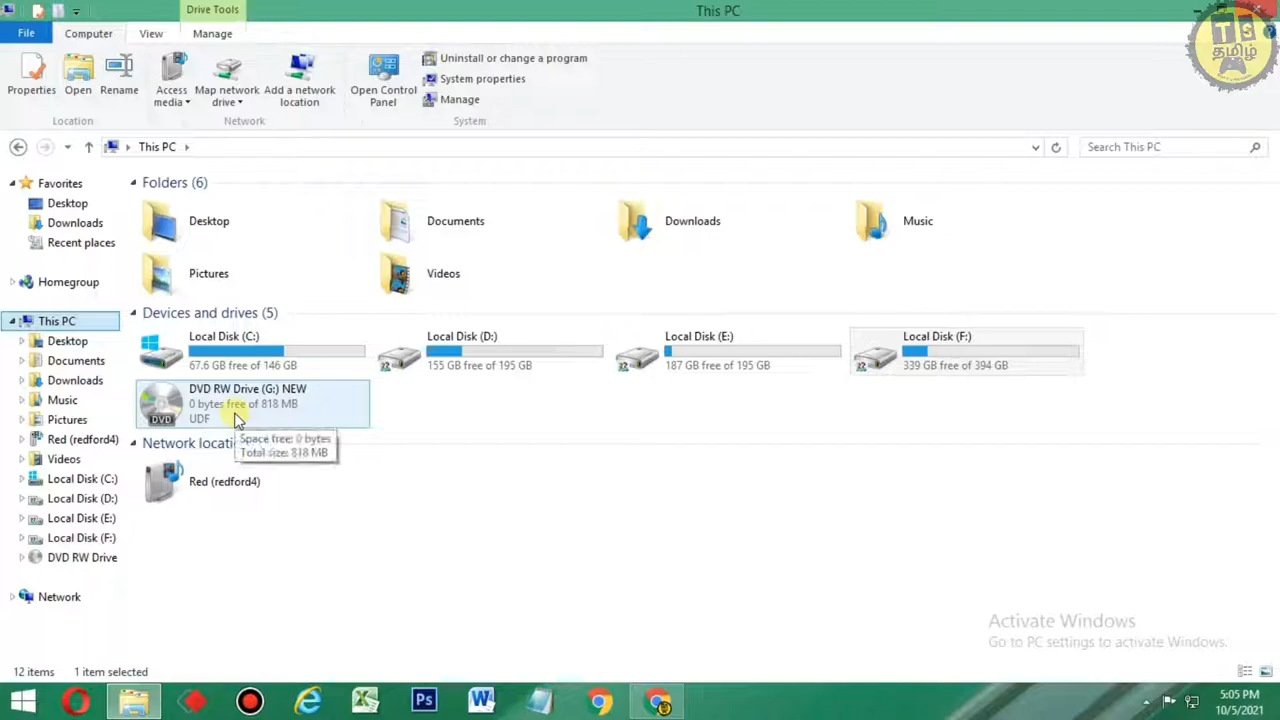 Drive Tools
This PC
File
Computer
View
Manage
Properties
Open
Rename
Access media
Map network drive
Add a network location
Open Control Panel
Uninstall or change a program
System properties
Manage
Location
Network
System
This PC
Search This PC
TS
தமிழ்
Favorites
Desktop
Downloads
Recent places
Homegroup
This PC
Desktop
Documents
Downloads
Music
Pictures
Red (redford4)
Videos
Local Disk (C:)
Local Disk (D:)
Local Disk (E:)
Local Disk (F:)
DVD RW Drive
Network
Folders (6)
Desktop
Documents
Downloads
Music
Pictures
Videos
Devices and drives (5)
Local Disk (C:)
67.6 GB free of 146 GB
Local Disk (D:)
155 GB free of 195 GB
Local Disk (E:)
187 GB free of 195 GB
Local Disk (F:)
339 GB free of 394 GB
DVD RW Drive (G:) NEW
0 bytes free of 818 MB
UDF
DVD
Space free: 0 bytes
Total size: 818 MB
Network locati
Red (redford4)
Activate Windows
Go to PC settings to activate Windows.
12 items
1 item selected
Ps
5:05 PM
10/5/2021